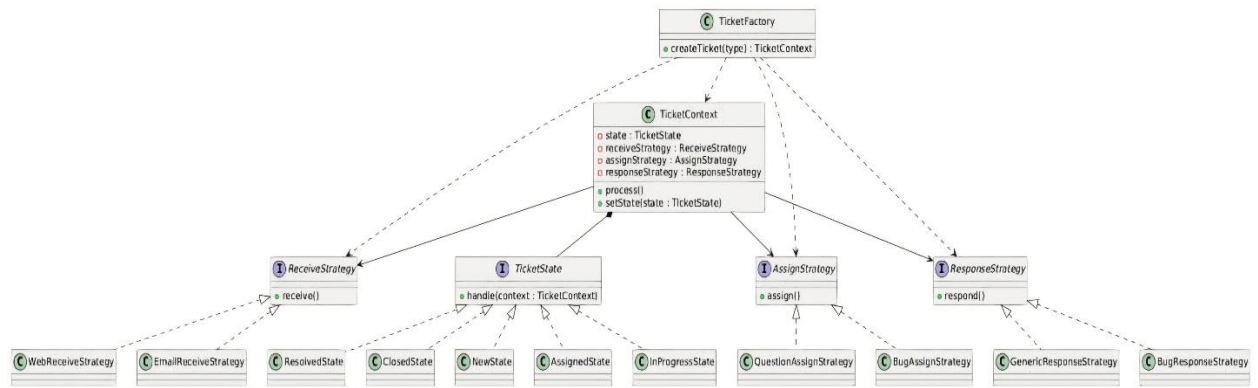 C TicketFactory
createTicket(type) : TicketContext
C TicketContext
state : TicketState
receiveStrategy : ReceiveStrategy
assignStrategy : AssignStrategy
responseStrategy : ResponseStrategy
process()
setState(state : TicketState)
I ReceiveStrategy
receive()
I TicketState
handle(context : TicketContext)
I AssignStrategy
assign()
I ResponseStrategy
respond()
C WebReceiveStrategy
C EmailReceiveStrategy
C ResolvedState
C ClosedState
C NewState
C AssignedState
C InProgressState
C QuestionAssignStrategy
C BugAssignStrategy
C GenericResponseStrategy
C BugResponseStrategy